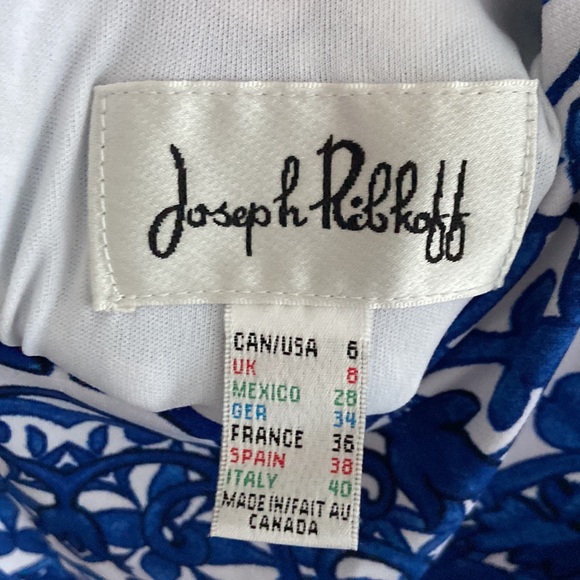 Joseph Ribkoff
CAN/USA 6
UK 8
MEXICO 28
GER 34
FRANCE 36
SPAIN 38
ITALY 40
MADE IN/FAIT AU
CANADA